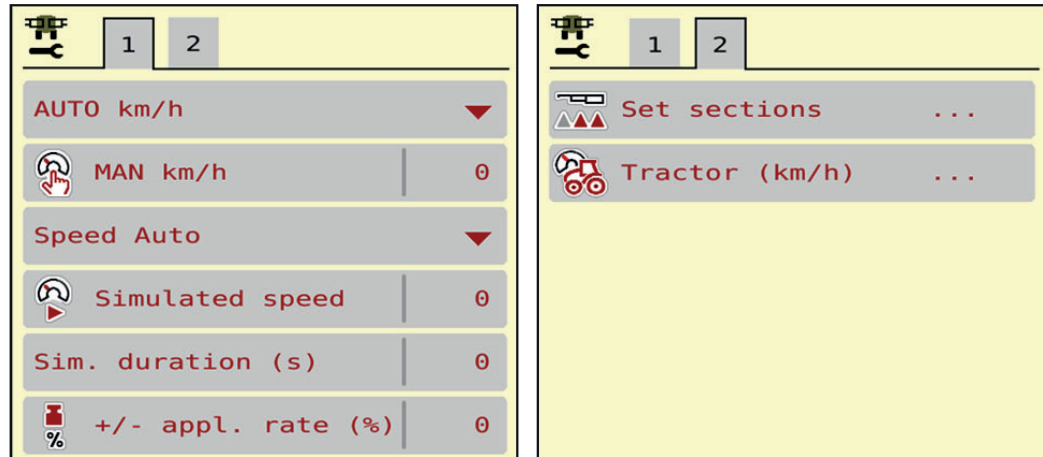 1 2
AUTO km/h
MAN km/h 0
Speed Auto
Simulated speed 0
Sim. duration (s) 0
% +/- appl. rate (%) 0
1 2
Set sections ...
Tractor (km/h) ...